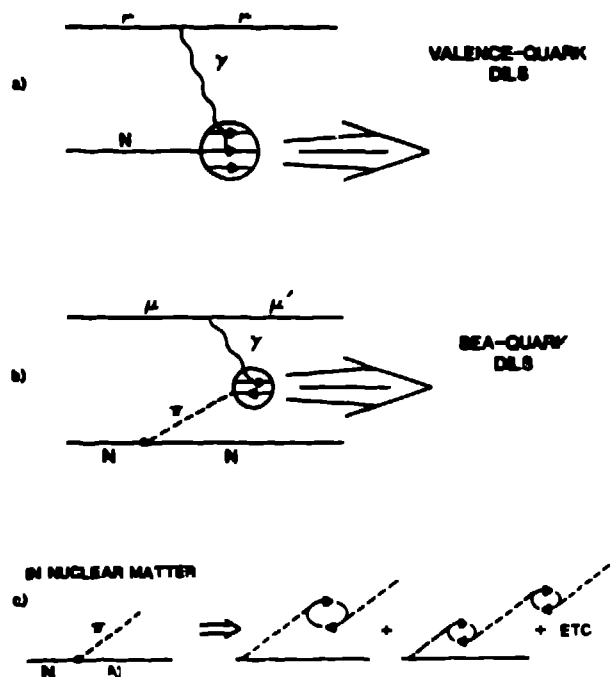 r r
γ
VALENCE-QUARK
DILS
a)
N
μ μ'
γ
SEA-QUARK
DILS
b)
π
N N
IN NUCLEAR MATTER
c)
π
N N
+
+ ETC